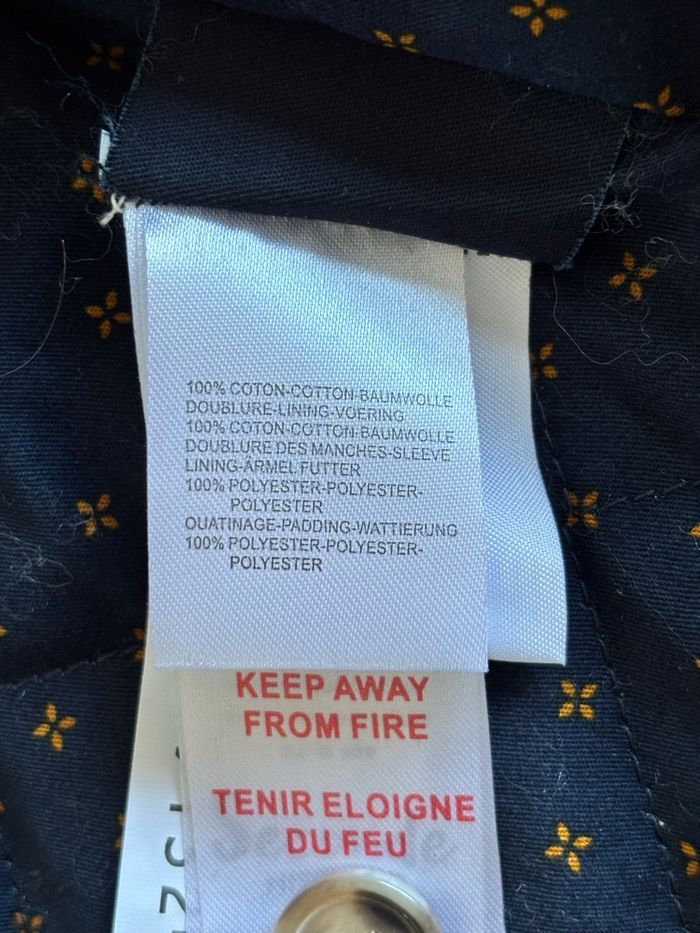 100% COTON-COTTON-BAUMWOLLE
DOUBLURE-LINING-VOERING
100% COTON-COTTON-BAUMWOLLE
DOUBLURE DES MANCHES-SLEEVE
LINING-ÄRMEL FUTTER
100% POLYESTER-POLYESTER-
POLYESTER
OUATINAGE-PADDING-WATTIERUNG
100% POLYESTER-POLYESTER-
POLYESTER
KEEP AWAY
FROM FIRE
TENIR ELOIGNE
DU FEU